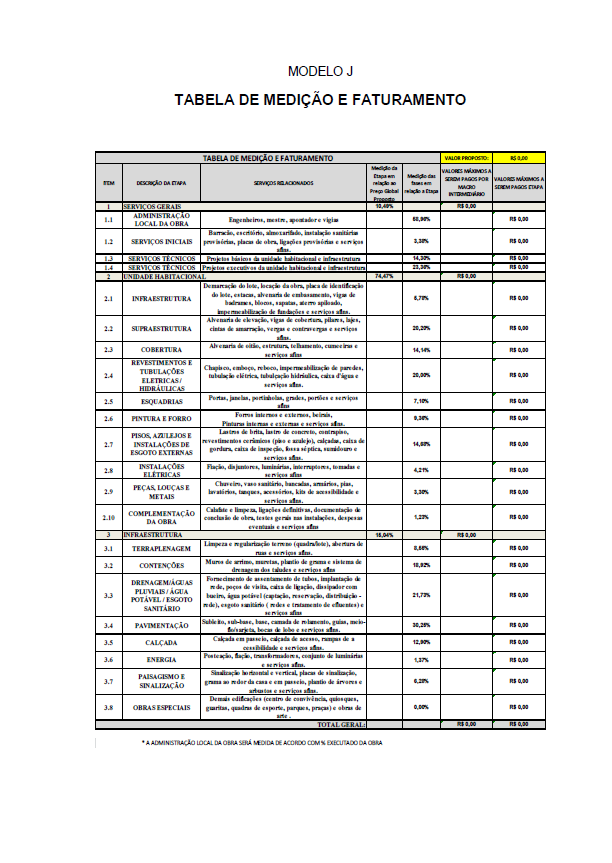 MODELO J
TABELA DE MEDIÇÃO E FATURAMENTO
TABELA DE MEDIÇÃO E FATURAMENTO VALOR PROPOSTO: R$ 0,00
ITEM DESCRIÇÃO DA ETAPA SERVIÇOS RELACIONADOS Medição da Etapa em relação ao Preço Global Proposto Medição das fases em relação a Etapa VALORES MÁXIMOS A SEREM PAGOS POR MACRO INTERMEDIÁRIO VALORES MÁXIMOS A SEREM PAGOS ETAPA
1 SERVIÇOS GERAIS 10,49% R$ 0,00
1.1 ADMINISTRAÇÃO LOCAL DA OBRA Engenheiros, mestre, apontador e vigias R$ 0,00
1.2 SERVIÇOS INICIAIS Barracão, escritório, almoxarifado, instalação sanitárias provisórias, placas de obra, ligações provisórias e serviços afins. 3,38% R$ 0,00
1.3 SERVIÇOS TÉCNICOS Projetos básicos da unidade habitacional e infraestrutura 14,30% R$ 0,00
1.4 SERVIÇOS TÉCNICOS Projetos executivos da unidade habitacional e infraestrutura R$ 0,00
2 UNIDADE HABITACIONAL 74,47% R$ 0,00
2.1 INFRAESTRUTURA Demarcação do lote, locação da obra, placa de identificação do lote, estacas, alvenaria de embasamento, vigas de baldrames, blocos, sapatas, aterro apiloado, impermeabilização de fundações e serviços afins. R$ 0,00
2.2 SUPRAESTRUTURA Alvenaria de elevação, vigas de cobertura, pilares, lajes, cintas de amarração, vergas e contravergas e serviços afins. 20,20% R$ 0,00
2.3 COBERTURA Alvenaria de oitão, estrutura, telhamento, cumeeiras e serviços afins 14,14% R$ 0,00
2.4 REVESTIMENTOS E TUBULAÇÕES ELETRICAS / HIDRÁULICAS Chapisco, emboço, reboco, impermeabilização de paredes, tubulação elétrica, tubulação hidráulica, caixa d'água e serviços afins. 20,00% R$ 0,00
2.5 ESQUADRIAS Portas, janelas, portinholas, grades, portões e serviços afins 7,10% R$ 0,00
2.6 PINTURA E FORRO Forros internos e externos, beirais, Pinturas internas e externas e serviços afins. R$ 0,00
2.7 PISOS, AZULEJOS E INSTALAÇÕES DE ESGOTO EXTERNAS Lastros de brita, lastro de concreto, contrapiso, revestimentos cerâmicos (piso e azulejo), calçadas, caixa de gordura, caixa de inspeção, fossa séptica, sumidouro e serviços afins. R$ 0,00
2.8 INSTALAÇÕES ELÉTRICAS Fiação, disjuntores, luminárias, interruptores, tomadas e serviços afins 4,21% R$ 0,00
2.9 PEÇAS, LOUÇAS E METAIS Chuveiro, vaso sanitário, bancadas, armários, pias, lavatórios, tanques, acessórios, kits de acessibilidade e serviços afins. 3,30% R$ 0,00
2.10 COMPLEMENTAÇÃO DA OBRA Calafate e limpeza, ligações definitivas, documentação de conclusão de obra, testes gerais nas instalações, despesas eventuais e serviços afins 1,23% R$ 0,00
3 INFRAESTRUTURA R$ 0,00
3.1 TERRAPLENAGEM Limpeza e regularização terreno (quadra/lote), abertura de ruas e serviços afins. R$ 0,00
3.2 CONTENÇÕES Muros de arrimo, muretas, plantio de grama e sistema de drenagem dos taludes e serviços afins R$ 0,00
3.3 DRENAGEM/ÁGUAS PLUVIAIS / ÁGUA POTÁVEL / ESGOTO SANITÁRIO Fornecimento de assentamento de tubos, implantação de rede, poços de visita, caixa de ligação, dissipador com bueiro, água potável (captação, reservação, distribuição - rede), esgoto sanitário ( redes e tratamento de efluentes) e serviços afins 21,73% R$ 0,00
3.4 PAVIMENTAÇÃO Subleito, sub-base, base, camada de rolamento, guias, meio-fio/sarjeta, bocas de lobo e serviços afins. R$ 0,00
3.5 CALÇADA Calçada em passeio, calçada de acesso, rampas de a cessibilidade e serviços afins. R$ 0,00
3.6 ENERGIA Posteação, fiação, transformadores, conjunto de luminárias e serviços afins. 1,37% R$ 0,00
3.7 PAISAGISMO E SINALIZAÇÃO Sinalização horizontal e vertical, placas de sinalização, grama ao redor da casa e em passeio, plantio de árvores e arbustos e serviços afins. R$ 0,00
3.8 OBRAS ESPECIAIS Demais edificações (centro de convivência, quiosques, guaritas, quadras de esporte, parques, praças) e obras de arte . 0,00% R$ 0,00
TOTAL GERAL: R$ 0,00 R$ 0,00
* A ADMINISTRAÇÃO LOCAL DA OBRA SERÁ MEDIDA DE ACORDO COM % EXECUTADO DA OBRA